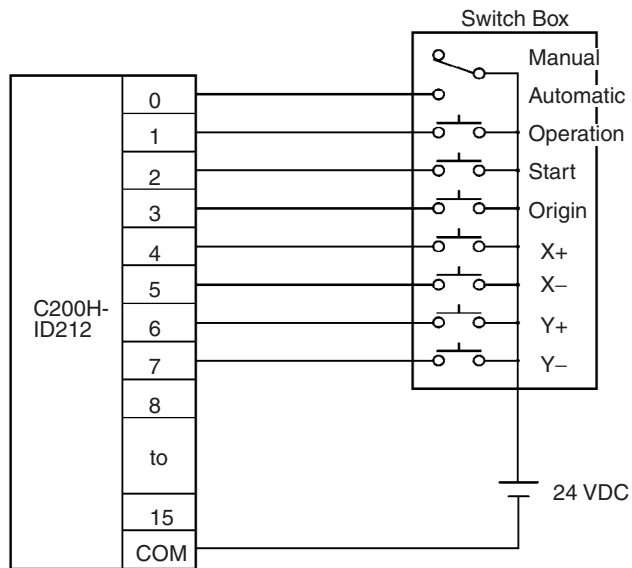 Switch Box
Manual
0
Automatic
1
Operation
2
Start
3
Origin
4
X+
5
X−
C200H-
ID212
6
Y+
7
Y−
8
to
24 VDC
15
COM